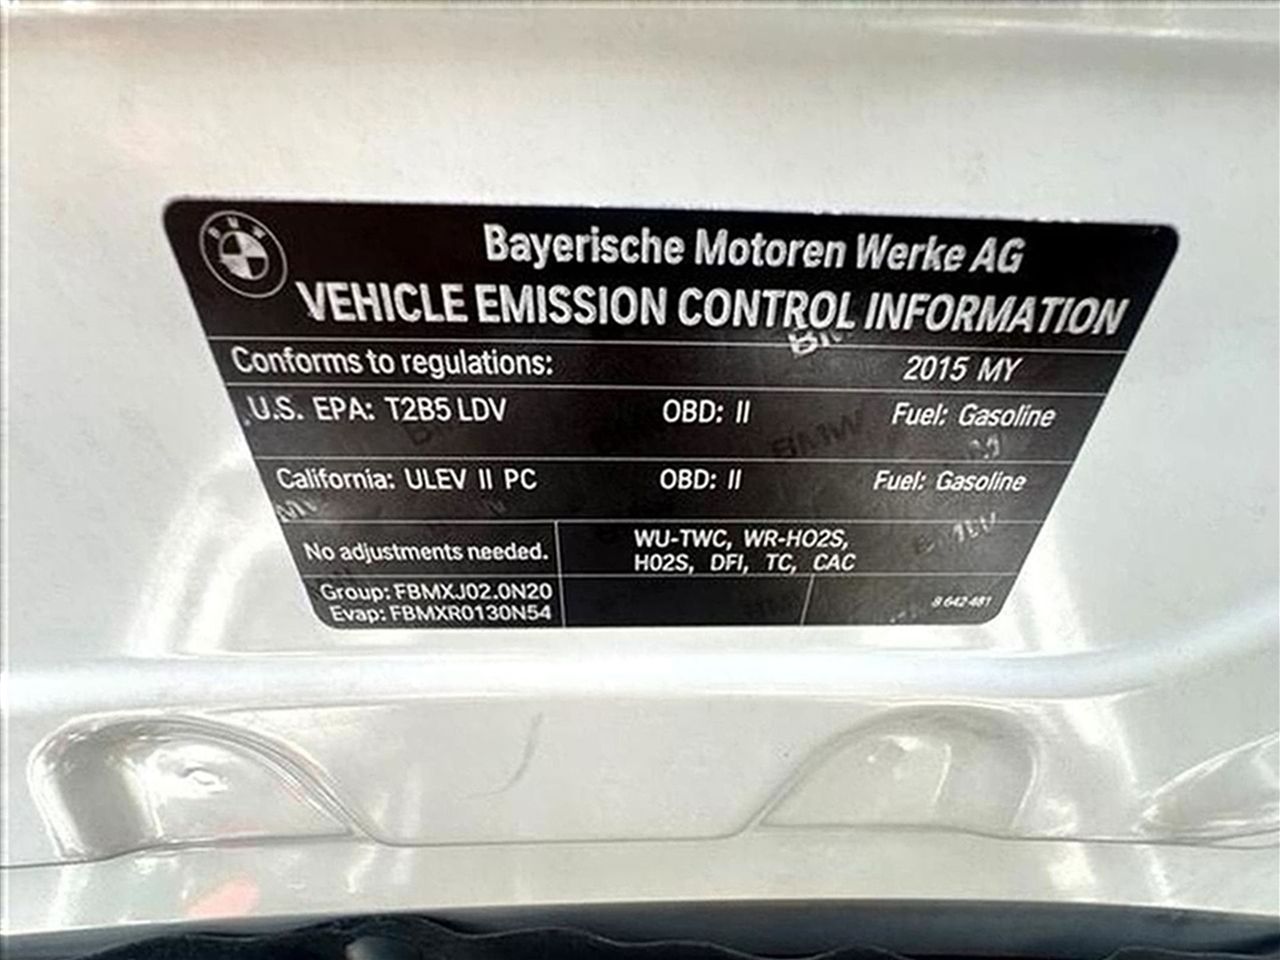 BMW
Bayerische Motoren Werke AG
VEHICLE EMISSION CONTROL INFORMATION
Conforms to regulations: 2015 MY
U.S. EPA: T2B5 LDV OBD: II Fuel: Gasoline
California: ULEV II PC OBD: II Fuel: Gasoline
No adjustments needed.
WU-TWC, WR-HO2S,
H02S, DFI, TC, CAC
Group: FBMXJ02.0N20
Evap: FBMXR0130N54
8 642 481